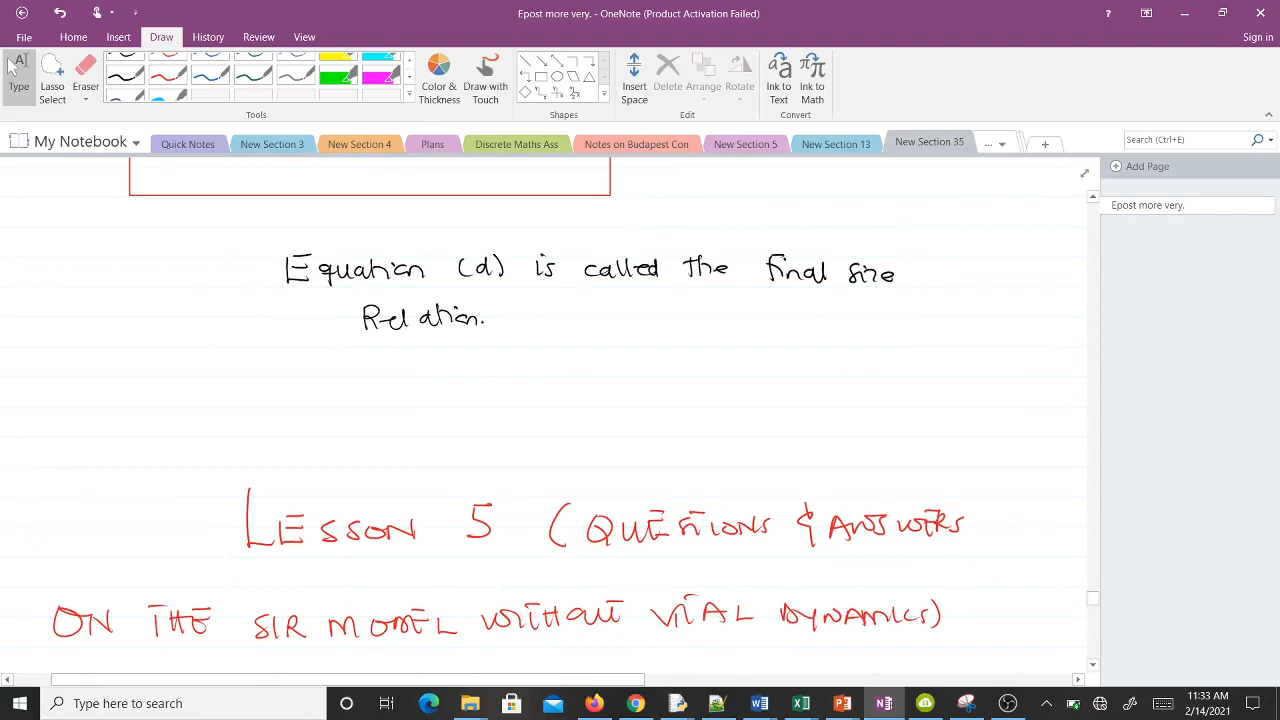 Epost more very. - OneNote (Product Activation Failed)
File Home Insert Draw History Review View Sign in
Type Lasso Select Eraser Color & Thickness Draw with Touch Insert Space Delete Arrange Rotate Ink to Text Ink to Math
Tools Shapes Edit Convert
My Notebook Quick Notes New Section 3 New Section 4 Plans Discrete Maths Ass Notes on Budapest Con New Section 5 New Section 13 New Section 35 ... Search (Ctrl+E)
Add Page
Epost more very.
Equation (d) is called the final size
Relation.
LESSON 5 (QUESTIONS & ANSWERS
ON THE SIR MODEL WITHOUT VITAL DYNAMICS)
Type here to search
11:33 AM
2/14/2021